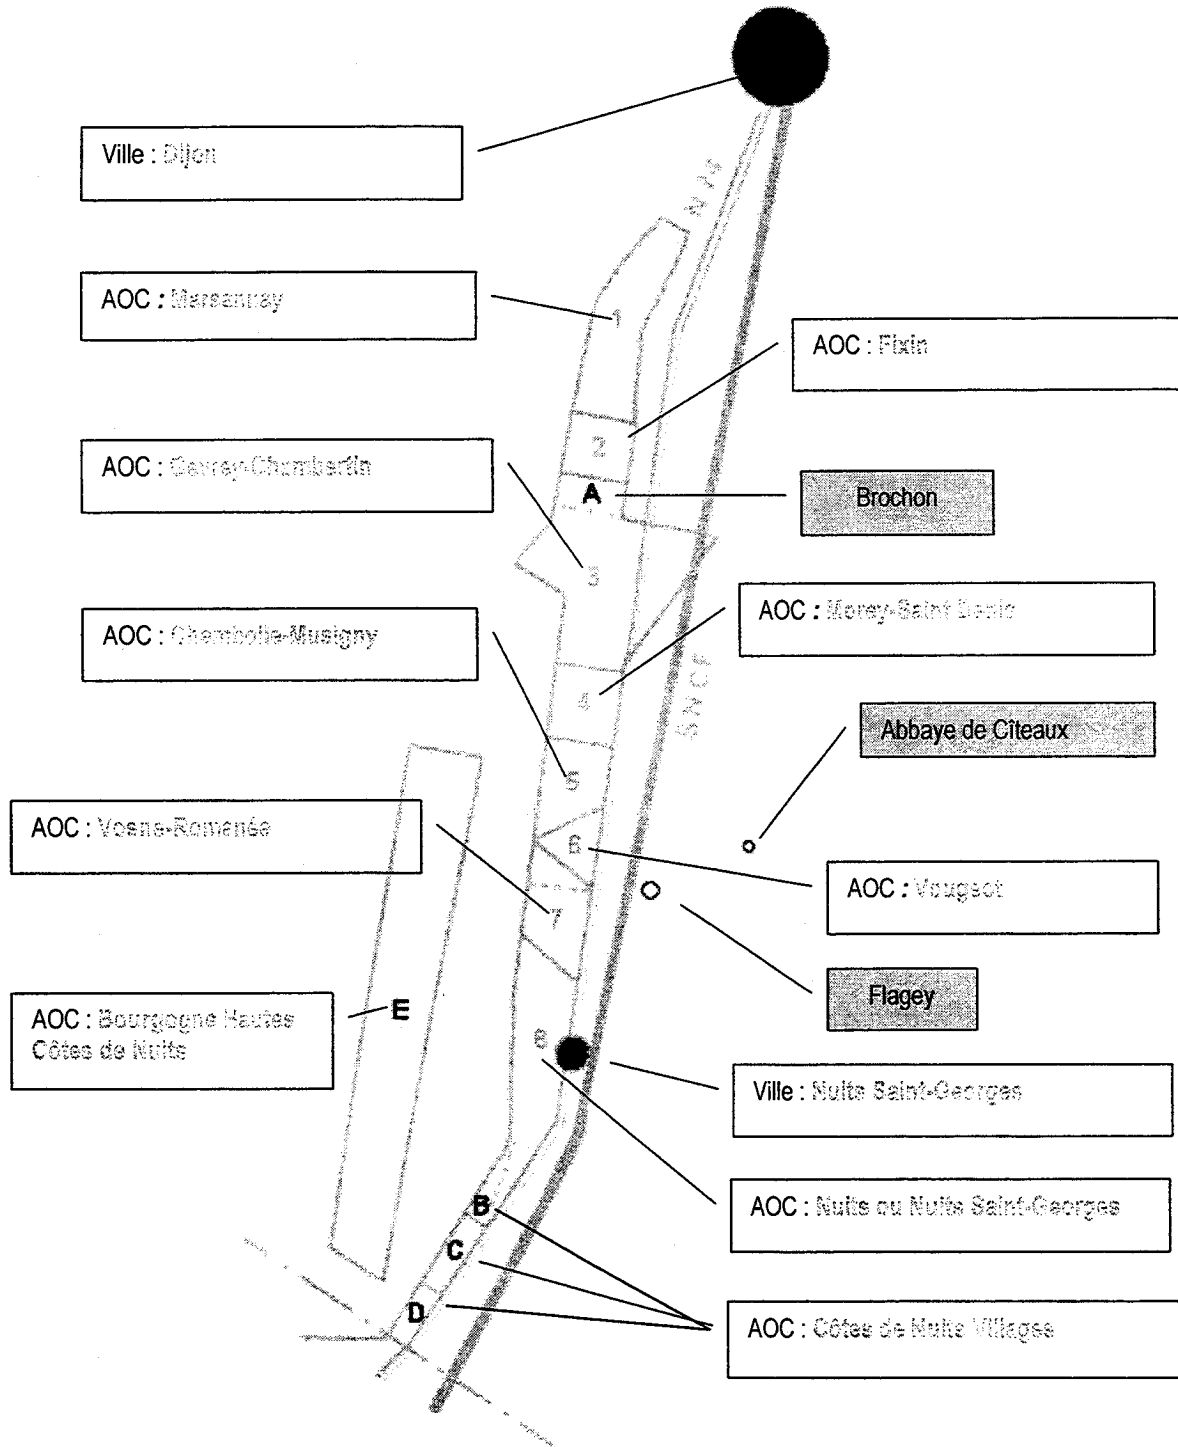 Ville : Dijon
N 74
AOC : Marsannay
1
AOC : Fixin
2
AOC : Gevrey-Chambertin
A
Brochon
3
AOC : Morey-Saint Denis
AOC : Chambolle-Musigny
SNCF
4
Abbaye de Cîteaux
5
AOC : Vosne-Romanée
6
AOC : Vougeot
7
Flagey
AOC : Bourgogne Hautes
Côtes de Nuits
E
8
Ville : Nuits Saint-Georges
AOC : Nuits ou Nuits Saint-Georges
B
C
D
AOC : Côtes de Nuits Villages